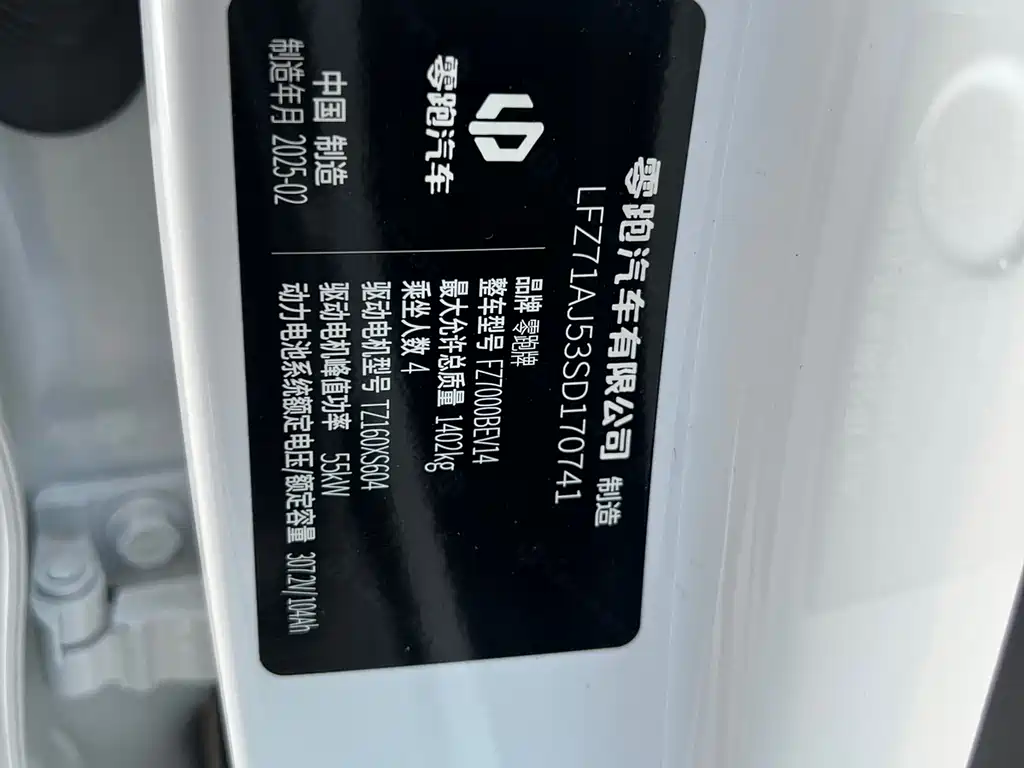 零跑汽车有限公司 制造
LFZ71AJ53SD170741
零跑汽车
中国 制造
制造年月 2025-02
品牌 零跑牌
整车型号 FZ7000BEV14
最大允许总质量 1402kg
乘坐人数 4
驱动电机型号 TZ160XS604
驱动电机峰值功率 55kW
动力电池系统额定电压/额定容量 307.2V/104Ah